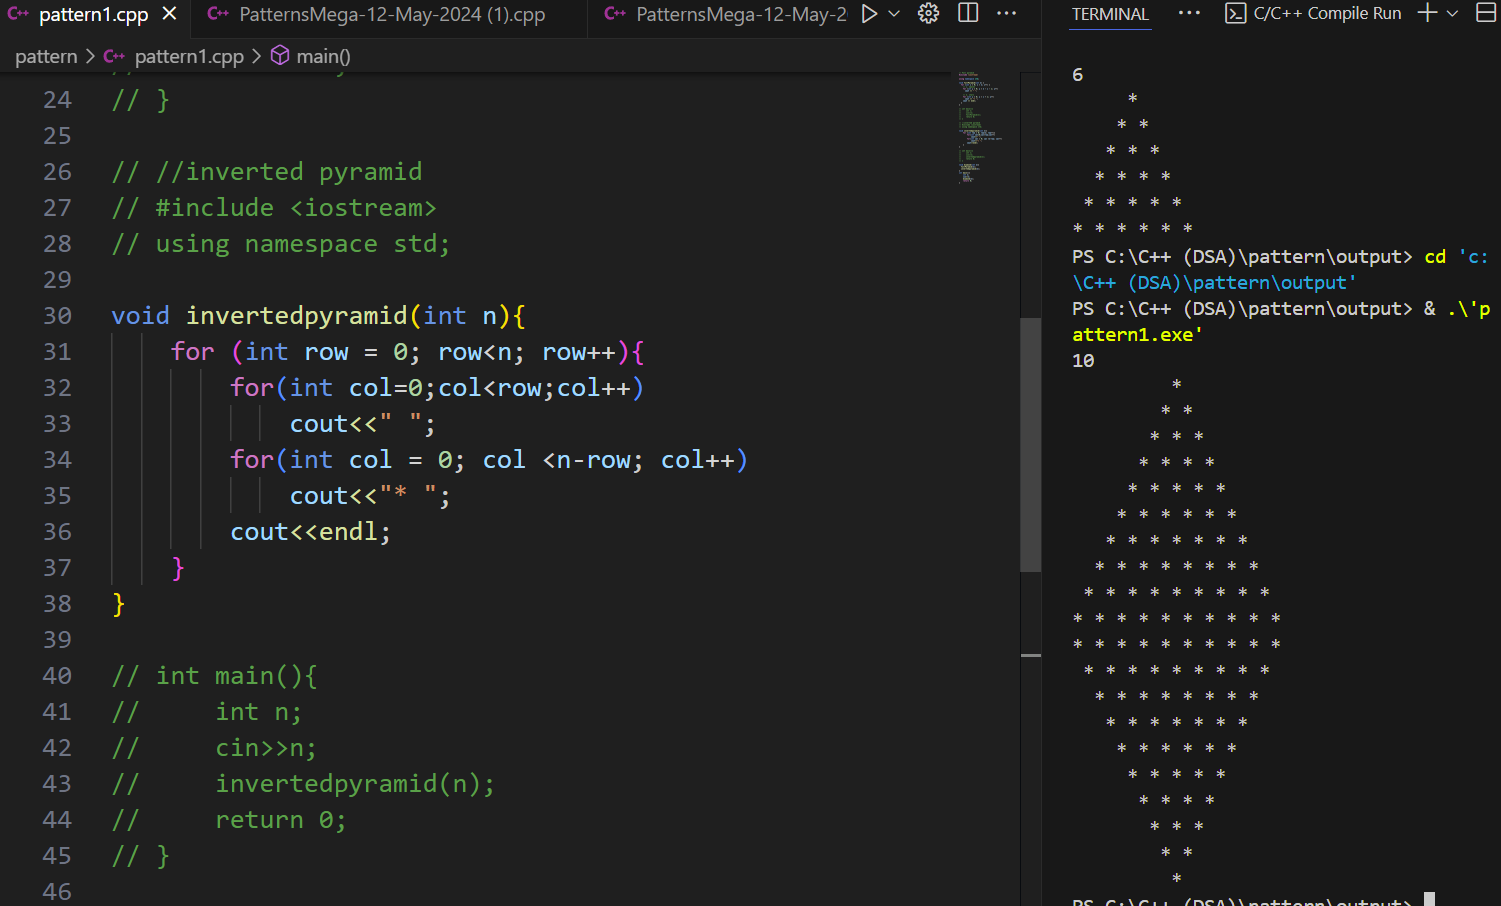 pattern1.cpp
PatternsMega-12-May-2024 (1).cpp
PatternsMega-12-May-2
pattern > pattern1.cpp > main()
24 // }
25
26 // //inverted pyramid
27 // #include <iostream>
28 // using namespace std;
29
30 void invertedpyramid(int n){
31     for (int row = 0; row<n; row++){
32         for(int col=0;col<row;col++)
33             cout<<" ";
34         for(int col = 0; col <n-row; col++)
35             cout<<"* ";
36         cout<<endl;
37     }
38 }
39
40 // int main(){
41 //     int n;
42 //     cin>>n;
43 //     invertedpyramid(n);
44 //     return 0;
45 // }
46
TERMINAL ··· C/C++ Compile Run
6
     *
    * *
   * * *
  * * * *
 * * * * *
* * * * * *
PS C:\C++ (DSA)\pattern\output> cd 'c:
\C++ (DSA)\pattern\output'
PS C:\C++ (DSA)\pattern\output> & .\'p
attern1.exe'
10
         *
        * *
       * * *
      * * * *
     * * * * *
    * * * * * *
   * * * * * * *
  * * * * * * * *
 * * * * * * * * *
* * * * * * * * * *
* * * * * * * * * *
 * * * * * * * * *
  * * * * * * * *
   * * * * * * *
    * * * * * *
     * * * * *
      * * * *
       * * *
        * *
         *
PS C:\C++ (DSA)\pattern\output>